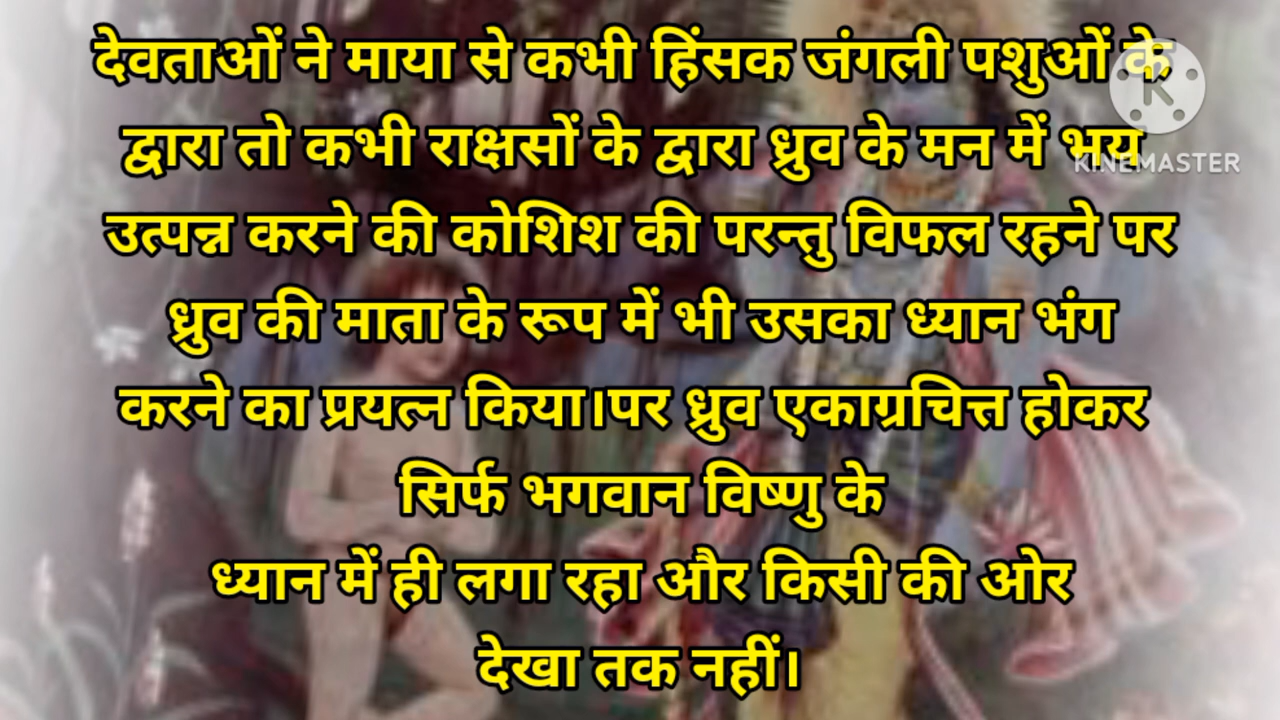 देवताओं ने माया से कभी हिंसक जंगली पशुओं के
द्वारा तो कभी राक्षसों के द्वारा ध्रुव के मन में भय
उत्पन्न करने की कोशिश की परन्तु विफल रहने पर
ध्रुव की माता के रूप में भी उसका ध्यान भंग
करने का प्रयत्न किया।पर ध्रुव एकाग्रचित्त होकर
सिर्फ भगवान विष्णु के
ध्यान में ही लगा रहा और किसी की ओर
देखा तक नहीं।
K
KINEMASTER